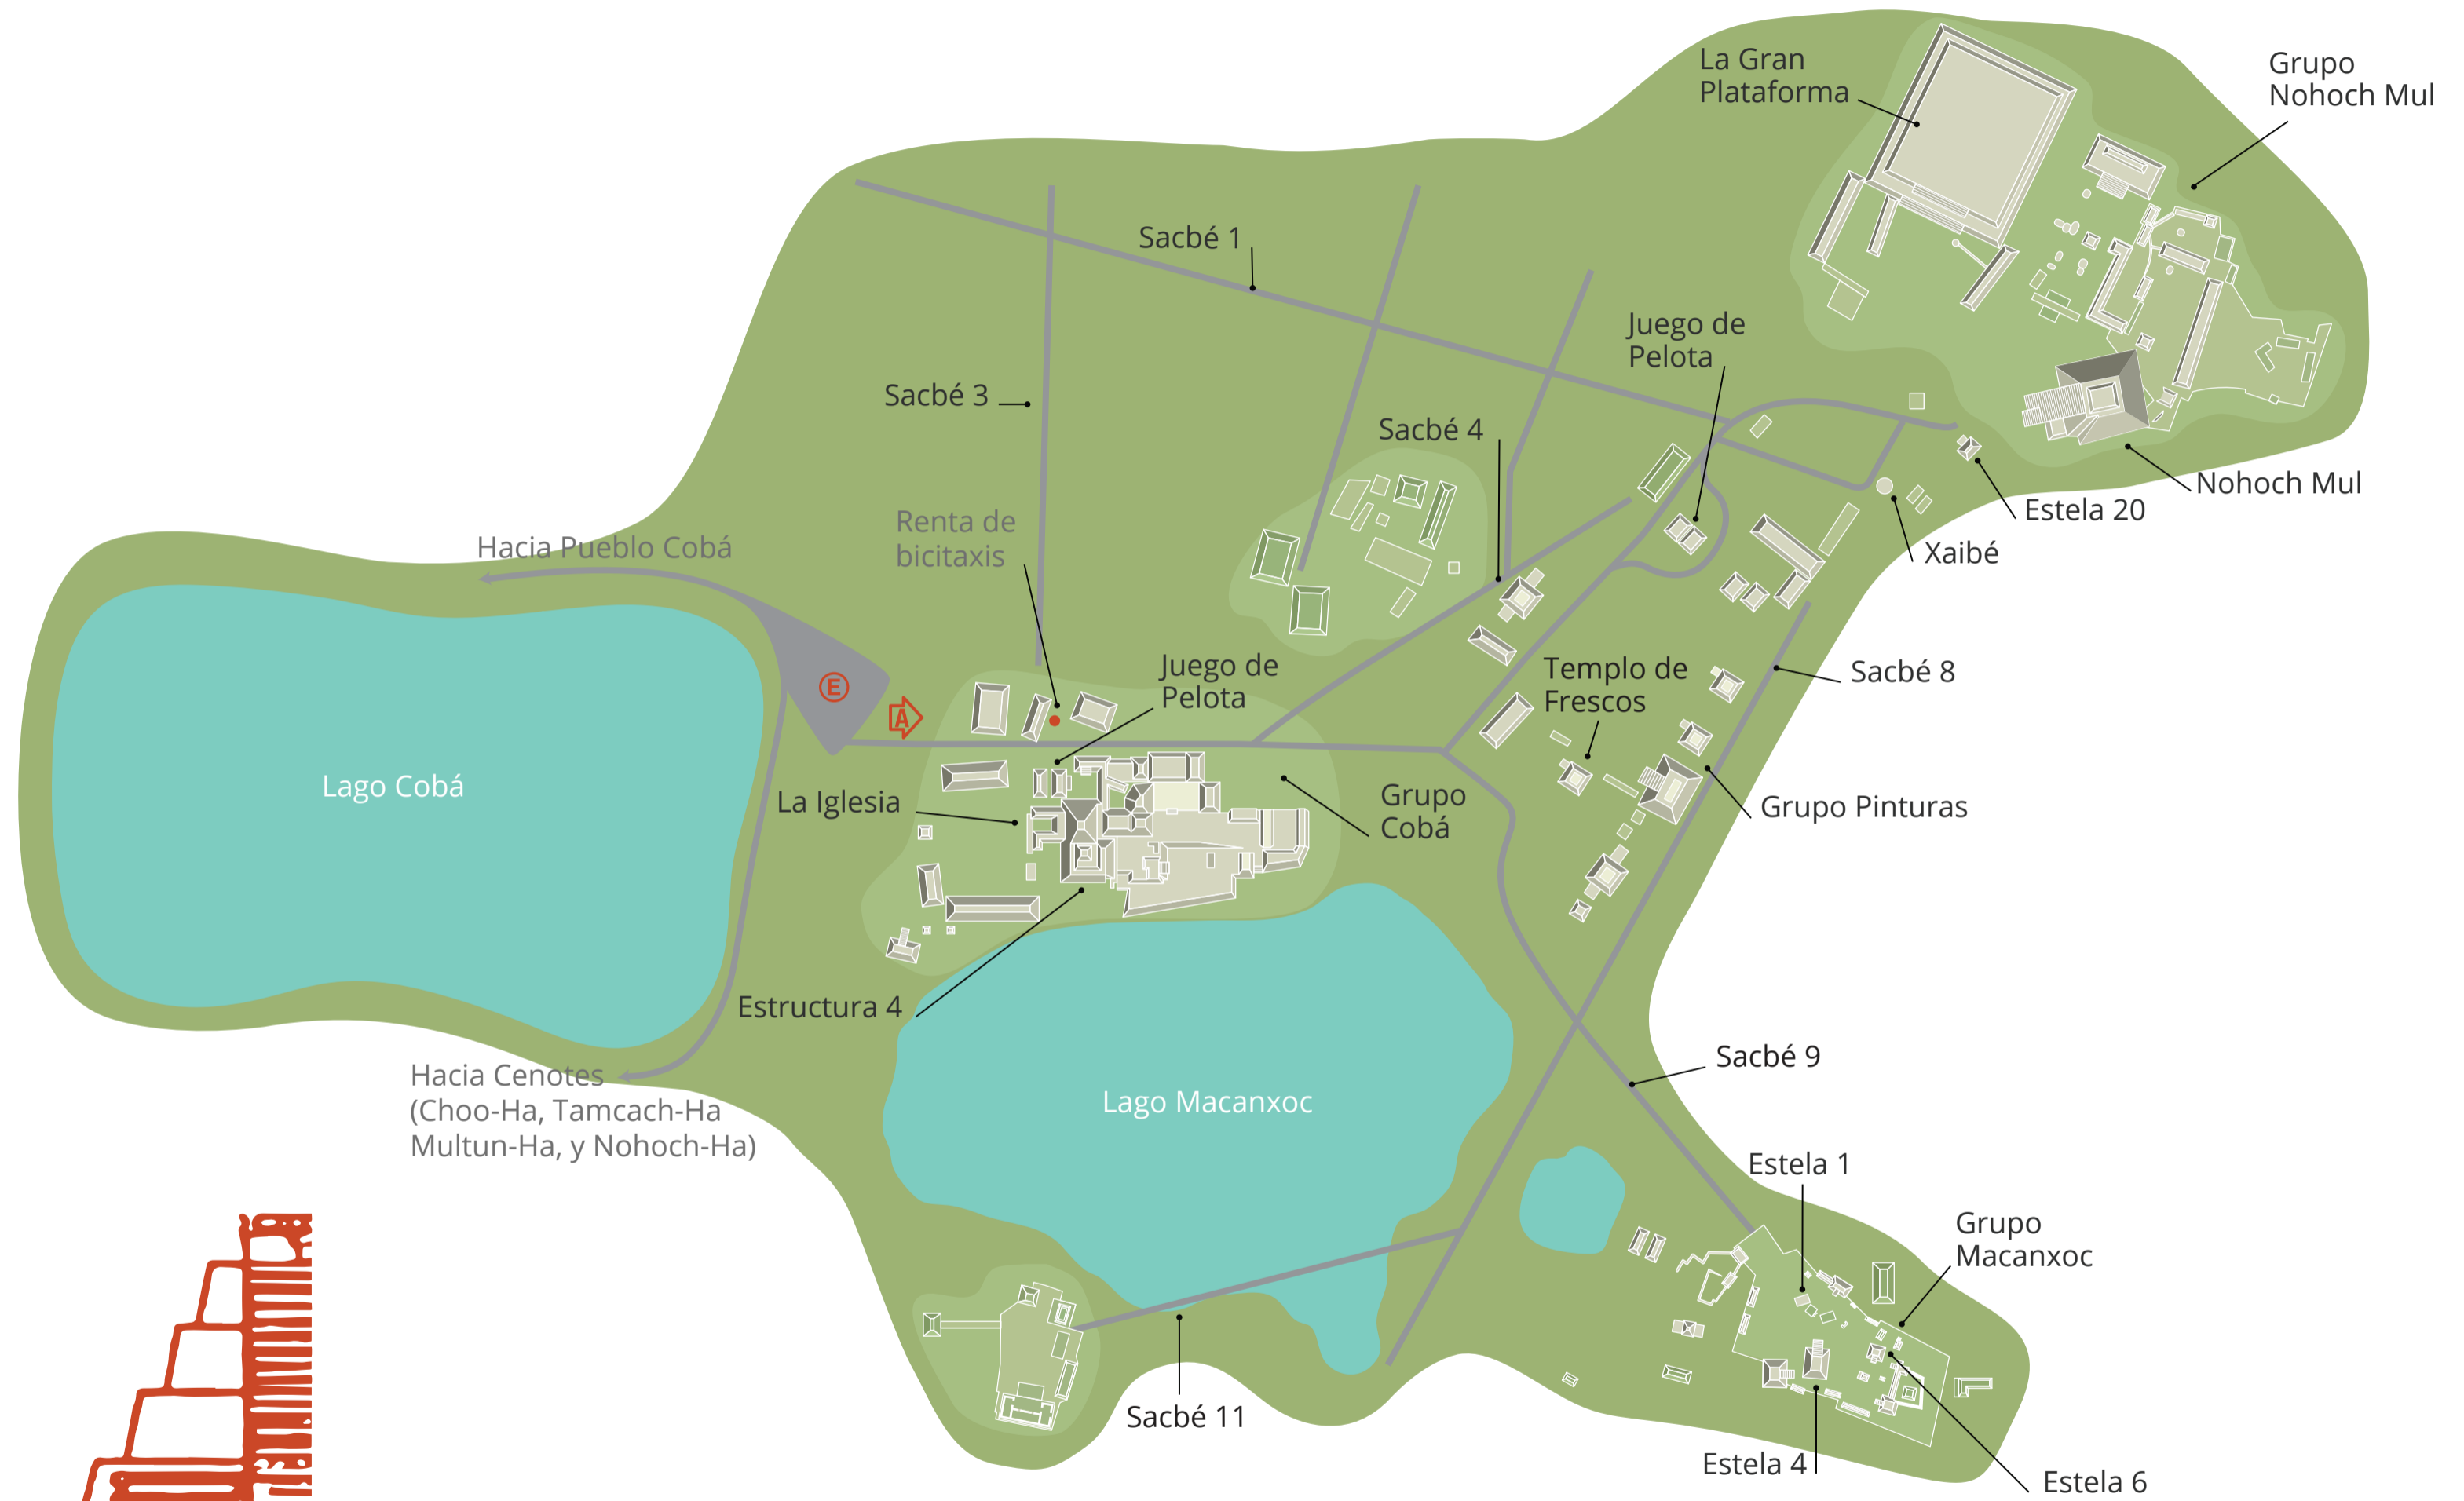 La Gran
Plataforma
Grupo
Nohoch Mul
Sacbé 1
Juego de
Pelota
Sacbé 3
Sacbé 4
Nohoch Mul
Estela 20
Xaibé
Renta de
bicitaxis
Hacia Pueblo Cobá
Juego de
Pelota
Templo de
Frescos
Sacbé 8
E
A
Lago Cobá
La Iglesia
Grupo
Cobá
Grupo Pinturas
Estructura 4
Sacbé 9
Hacia Cenotes
(Choo-Ha, Tamcach-Ha
Multun-Ha, y Nohoch-Ha)
Lago Macanxoc
Estela 1
Grupo
Macanxoc
Sacbé 11
Estela 4
Estela 6